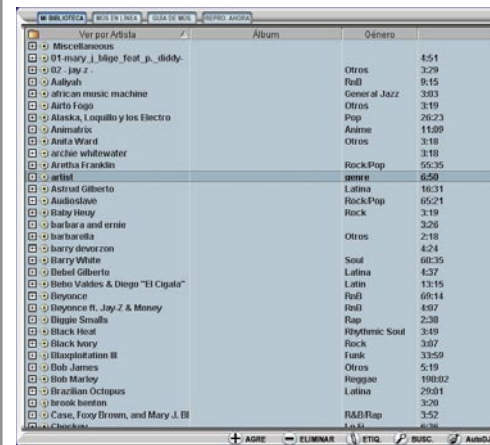 MI BIBLIOTECA MÚS EN LÍNEA GUÍA DE MÚS REPRO. AHORA
Ver por Artista Álbum Género
Miscellaneous
01-mary_j_blige_feat_p._diddy- 4:51
02 - jay-z - Otros 3:29
Aaliyah RnB 9:15
african music machine General Jazz 3:03
Airto Fogo Otros 3:19
Alaska, Loquillo y los Electro Pop 26:23
Animatrix Anime 11:09
Anita Ward Otros 3:18
archie whitewater 3:18
Aretha Franklin Rock/Pop 55:35
artist genre 6:50
Astrud Gilberto Latina 16:31
Audioslave Rock/Pop 65:21
Baby Heuy Rock 3:19
barbara and ernie 3:26
barbarella Otros 2:18
barry devorzon 4:24
Barry White Soul 60:35
Bebel Gilberto Latina 4:37
Bebo Valdes & Diego "El Cigala" Latin 13:15
Beyonce RnB 69:14
Beyonce ft. Jay-Z & Money RnB 4:07
Biggie Smalls Rap 2:30
Black Heat Rhythmic Soul 3:49
Black Ivory Rock 3:07
Blaxploitation III Funk 33:59
Bob James Otros 5:19
Bob Marley Reggae 190:02
Brazilian Octopus Latina 29:01
brook benton 3:20
Case, Foxy Brown, and Mary J. Bl R&B/Rap 3:52
AGRE ELIMINAR ETIQ. BUSC.